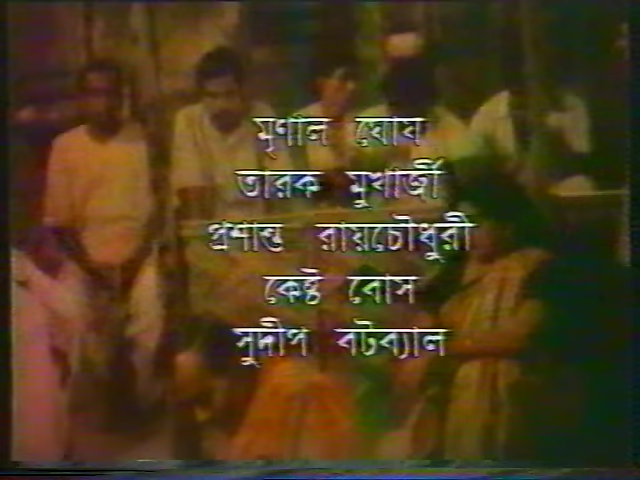 মৃণাল ঘোষ
তারক মুখার্জী
প্রশান্ত রায়চৌধুরী
কেষ্ট বোস
সুদীপ বটব্যাল